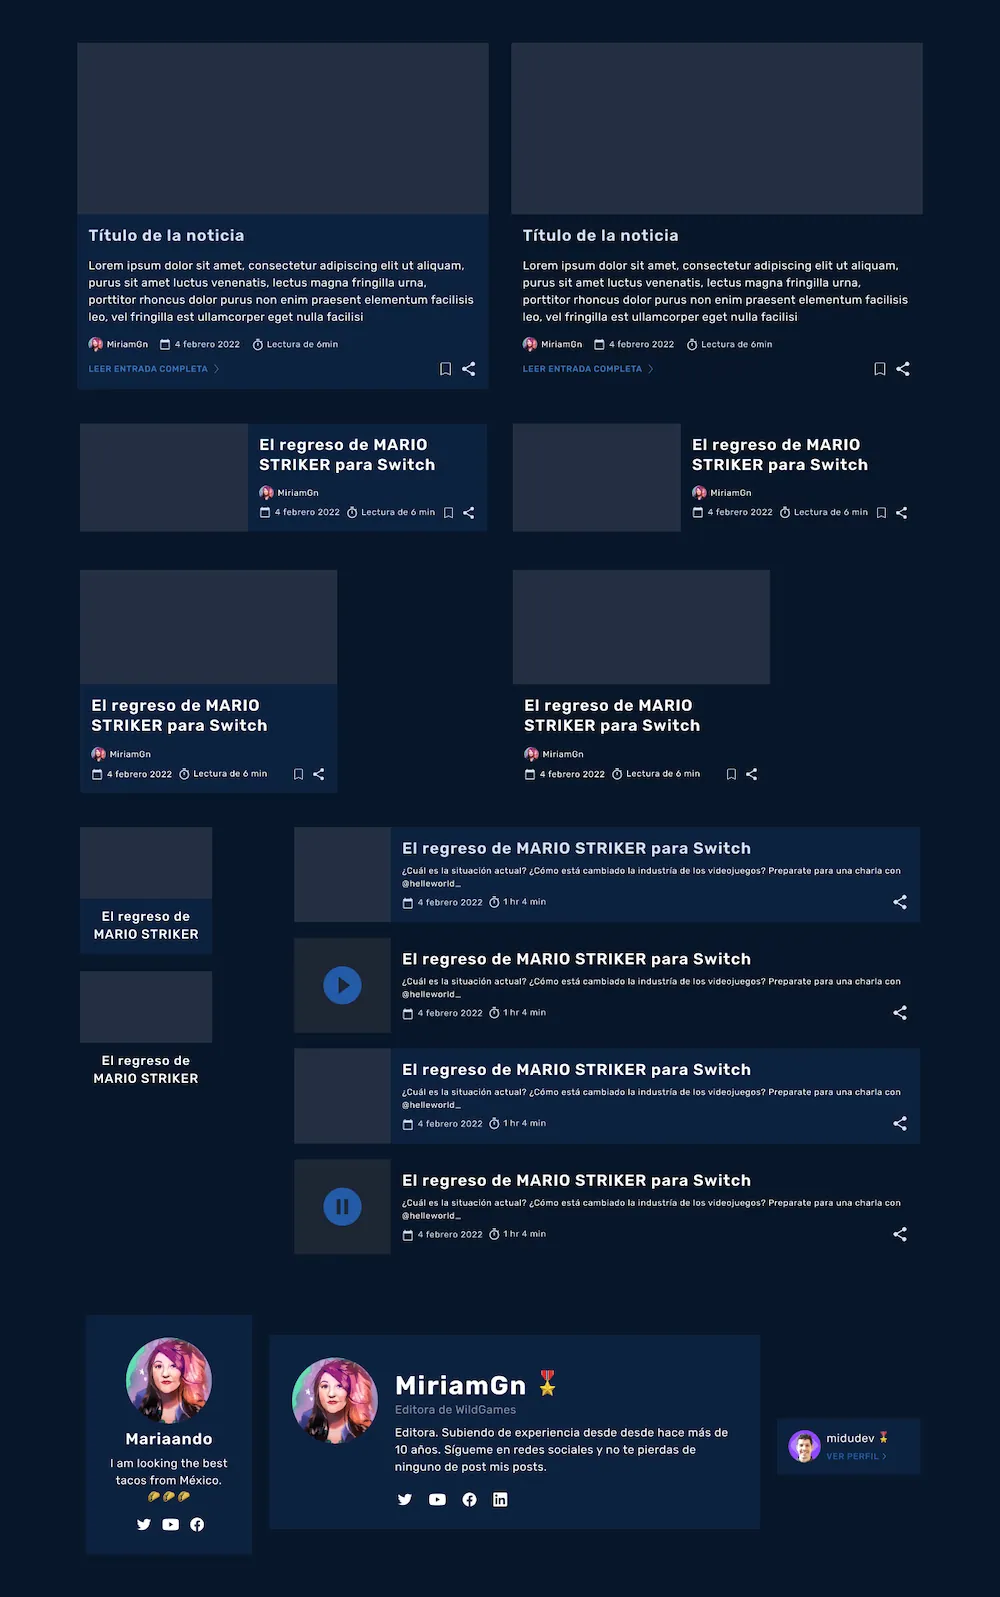 Título de la noticia
Lorem ipsum dolor sit amet, consectetur adipiscing elit ut aliquam,
purus sit amet luctus venenatis, lectus magna fringilla urna,
porttitor rhoncus dolor purus non enim praesent elementum facilisis
leo, vel fringilla est ullamcorper eget nulla facilisi
MiriamGn 4 febrero 2022 Lectura de 6min
LEER ENTRADA COMPLETA
Título de la noticia
Lorem ipsum dolor sit amet, consectetur adipiscing elit ut aliquam,
purus sit amet luctus venenatis, lectus magna fringilla urna,
porttitor rhoncus dolor purus non enim praesent elementum facilisis
leo, vel fringilla est ullamcorper eget nulla facilisi
MiriamGn 4 febrero 2022 Lectura de 6min
LEER ENTRADA COMPLETA
El regreso de MARIO
STRIKER para Switch
MiriamGn
4 febrero 2022 Lectura de 6 min
El regreso de MARIO
STRIKER para Switch
MiriamGn
4 febrero 2022 Lectura de 6 min
El regreso de MARIO
STRIKER para Switch
MiriamGn
4 febrero 2022 Lectura de 6 min
El regreso de MARIO
STRIKER para Switch
MiriamGn
4 febrero 2022 Lectura de 6 min
El regreso de
MARIO STRIKER
El regreso de
MARIO STRIKER
El regreso de MARIO STRIKER para Switch
¿Cuál es la situación actual? ¿Cómo está cambiado la industría de los videojuegos? Preparate para una charla con
@helleworld_
4 febrero 2022 1 hr 4 min
El regreso de MARIO STRIKER para Switch
¿Cuál es la situación actual? ¿Cómo está cambiado la industría de los videojuegos? Preparate para una charla con
@helleworld_
4 febrero 2022 1 hr 4 min
El regreso de MARIO STRIKER para Switch
¿Cuál es la situación actual? ¿Cómo está cambiado la industría de los videojuegos? Preparate para una charla con
@helleworld_
4 febrero 2022 1 hr 4 min
El regreso de MARIO STRIKER para Switch
¿Cuál es la situación actual? ¿Cómo está cambiado la industría de los videojuegos? Preparate para una charla con
@helleworld_
4 febrero 2022 1 hr 4 min
Mariaando
I am looking the best
tacos from México.
🌮🌮🌮
MiriamGn 🎖️
Editora de WildGames
Editora. Subiendo de experiencia desde desde hace más de
10 años. Sígueme en redes sociales y no te pierdas de
ninguno de post mis posts.
midudev 🎖️
VER PERFIL